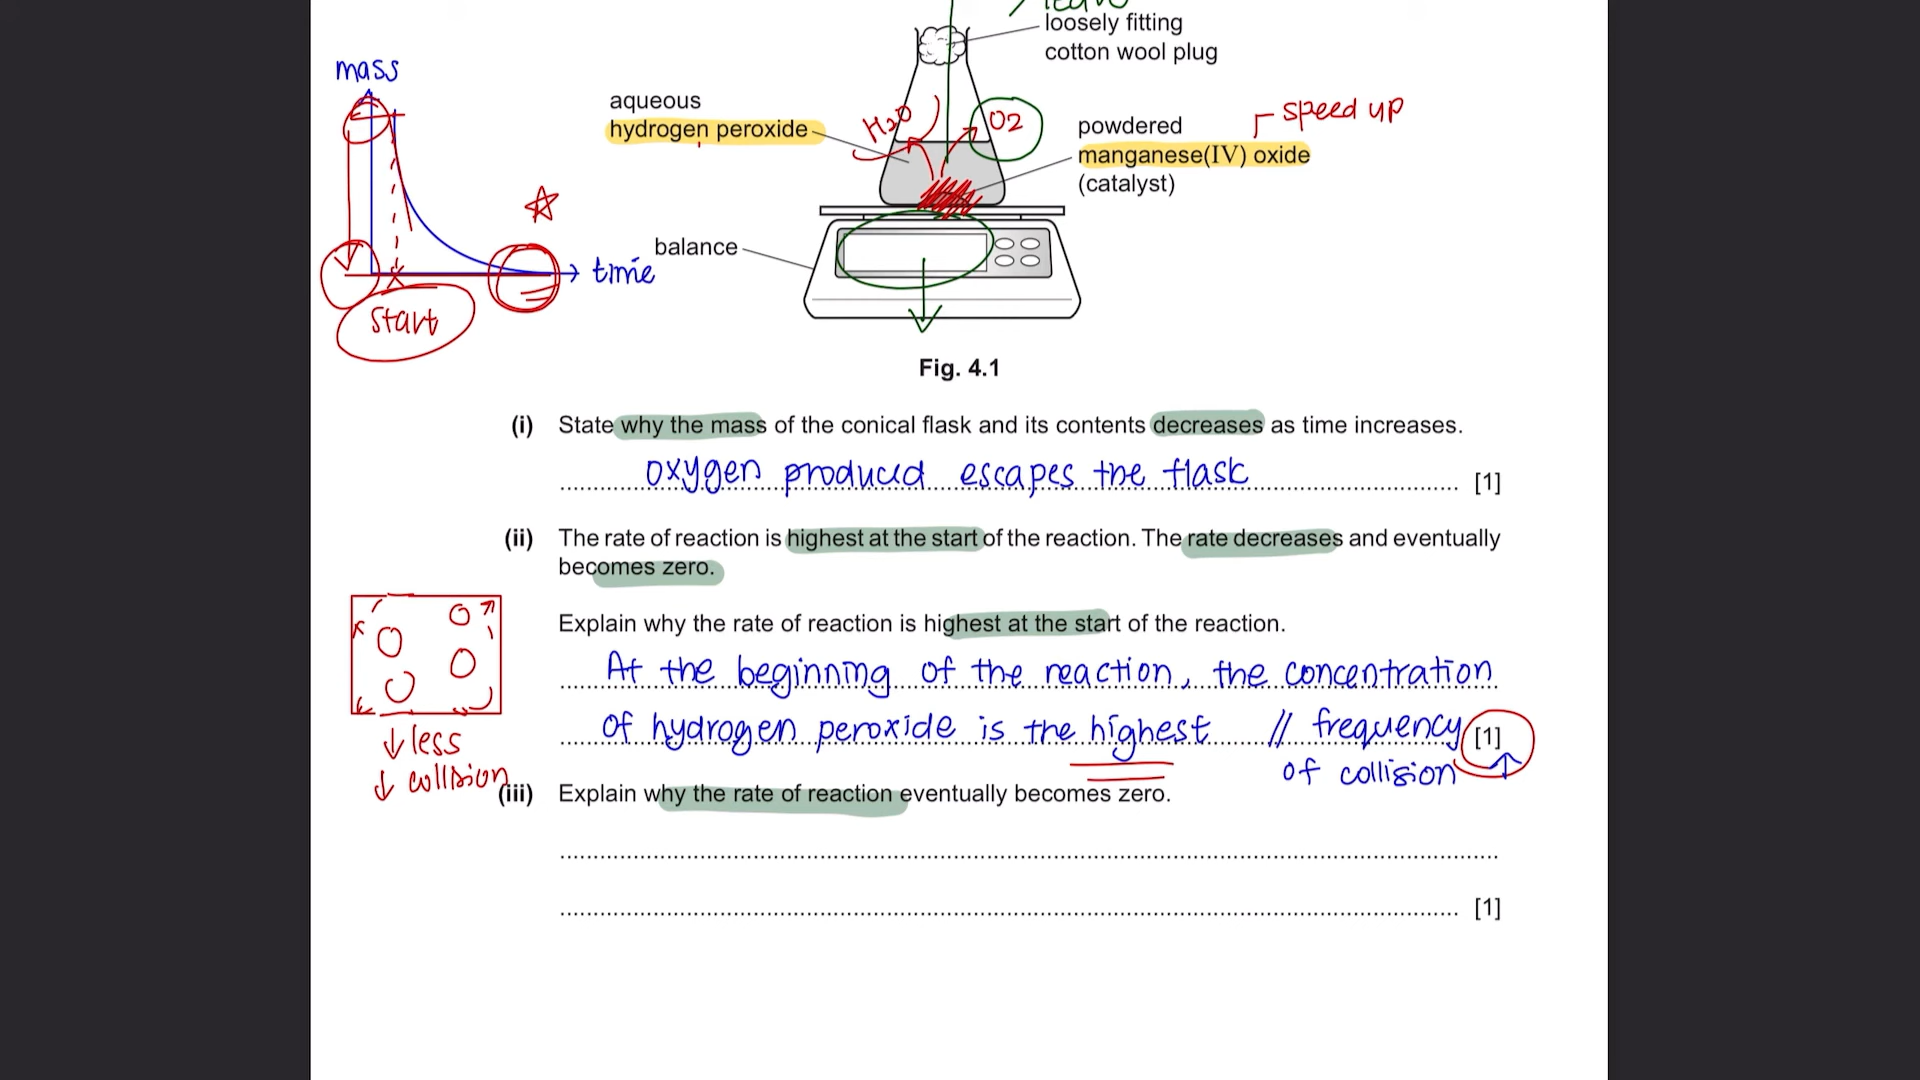 loosely fitting
cotton wool plug
mass
aqueous
hydrogen peroxide
H2O
O2
speed up
powdered
manganese(IV) oxide
(catalyst)
balance
time
start
Fig. 4.1
(i) State why the mass of the conical flask and its contents decreases as time increases.
oxygen produced escapes the flask [1]
(ii) The rate of reaction is highest at the start of the reaction. The rate decreases and eventually
becomes zero.
Explain why the rate of reaction is highest at the start of the reaction.
At the beginning of the reaction, the concentration
of hydrogen peroxide is the highest // frequency [1]
of collision
↓ less
↓ collision
(iii) Explain why the rate of reaction eventually becomes zero.
[1]